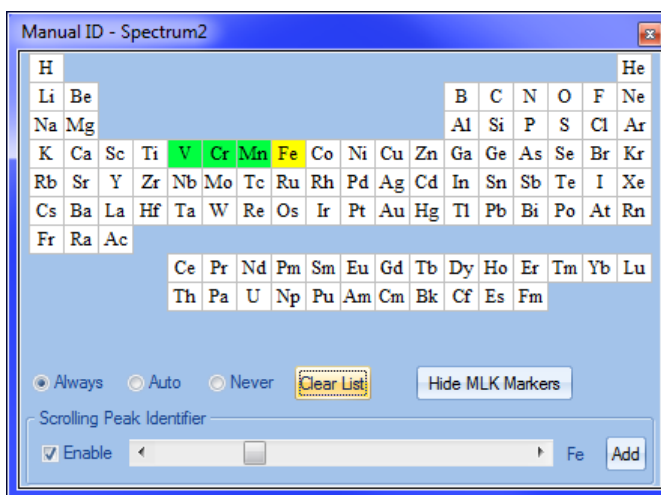 Manual ID - Spectrum2
H He
Li Be B C N O F Ne
Na Mg Al Si P S Cl Ar
K Ca Sc Ti V Cr Mn Fe Co Ni Cu Zn Ga Ge As Se Br Kr
Rb Sr Y Zr Nb Mo Tc Ru Rh Pd Ag Cd In Sn Sb Te I Xe
Cs Ba La Hf Ta W Re Os Ir Pt Au Hg Tl Pb Bi Po At Rn
Fr Ra Ac
Ce Pr Nd Pm Sm Eu Gd Tb Dy Ho Er Tm Yb Lu
Th Pa U Np Pu Am Cm Bk Cf Es Fm
Always Auto Never Clear List Hide MLK Markers
Scrolling Peak Identifier
Enable Fe Add